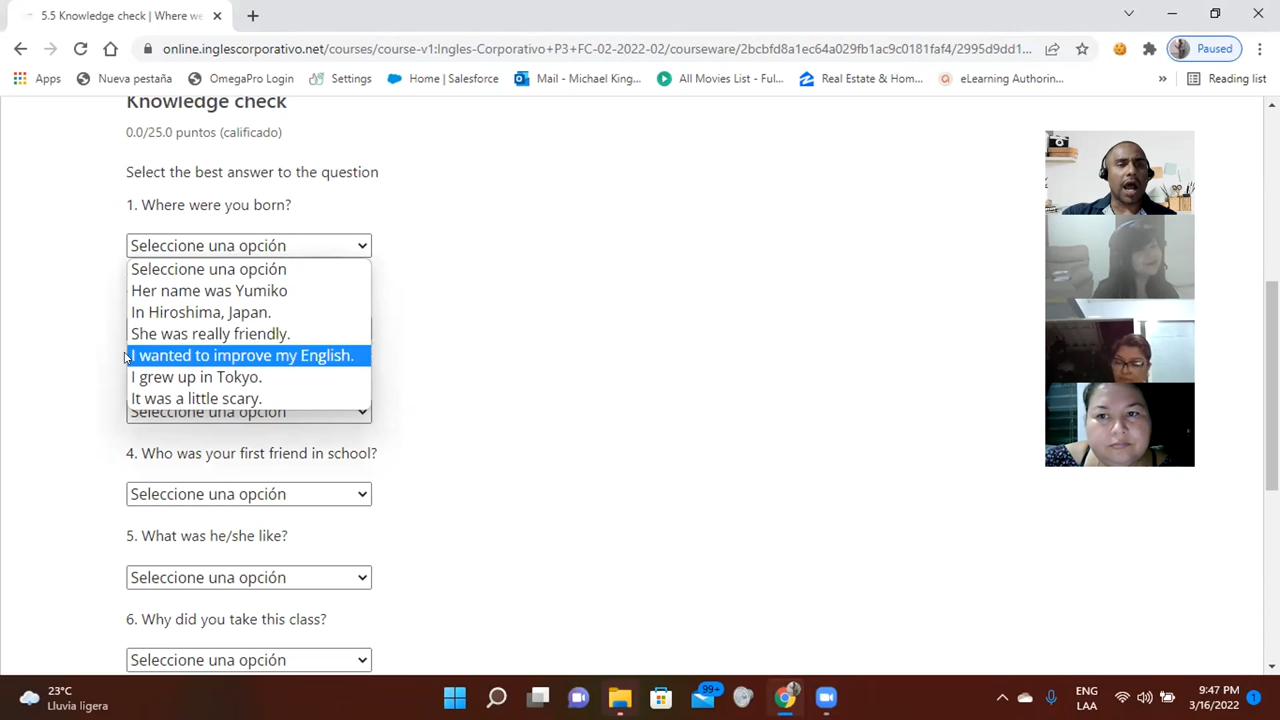 5.5 Knowledge check | Where we
online.inglescorporativo.net/courses/course-v1:Ingles-Corporativo+P3+FC-02-2022-02/courseware/2bcbfd8a1ec64a029fb1ac9c0181faf4/2995d9dd1...
Paused
Apps
Nueva pestaña
OmegaPro Login
Settings
Home | Salesforce
Mail - Michael King...
All Movies List - Ful...
Real Estate & Hom...
eLearning Authorin...
»
Reading list
Knowledge check
0.0/25.0 puntos (calificado)
Select the best answer to the question
1. Where were you born?
Seleccione una opción
Seleccione una opción
Her name was Yumiko
In Hiroshima, Japan.
She was really friendly.
I wanted to improve my English.
I grew up in Tokyo.
It was a little scary.
Seleccione una opción
4. Who was your first friend in school?
Seleccione una opción
5. What was he/she like?
Seleccione una opción
6. Why did you take this class?
Seleccione una opción
23°C
Lluvia ligera
99+
ENG
LAA
9:47 PM
3/16/2022
1